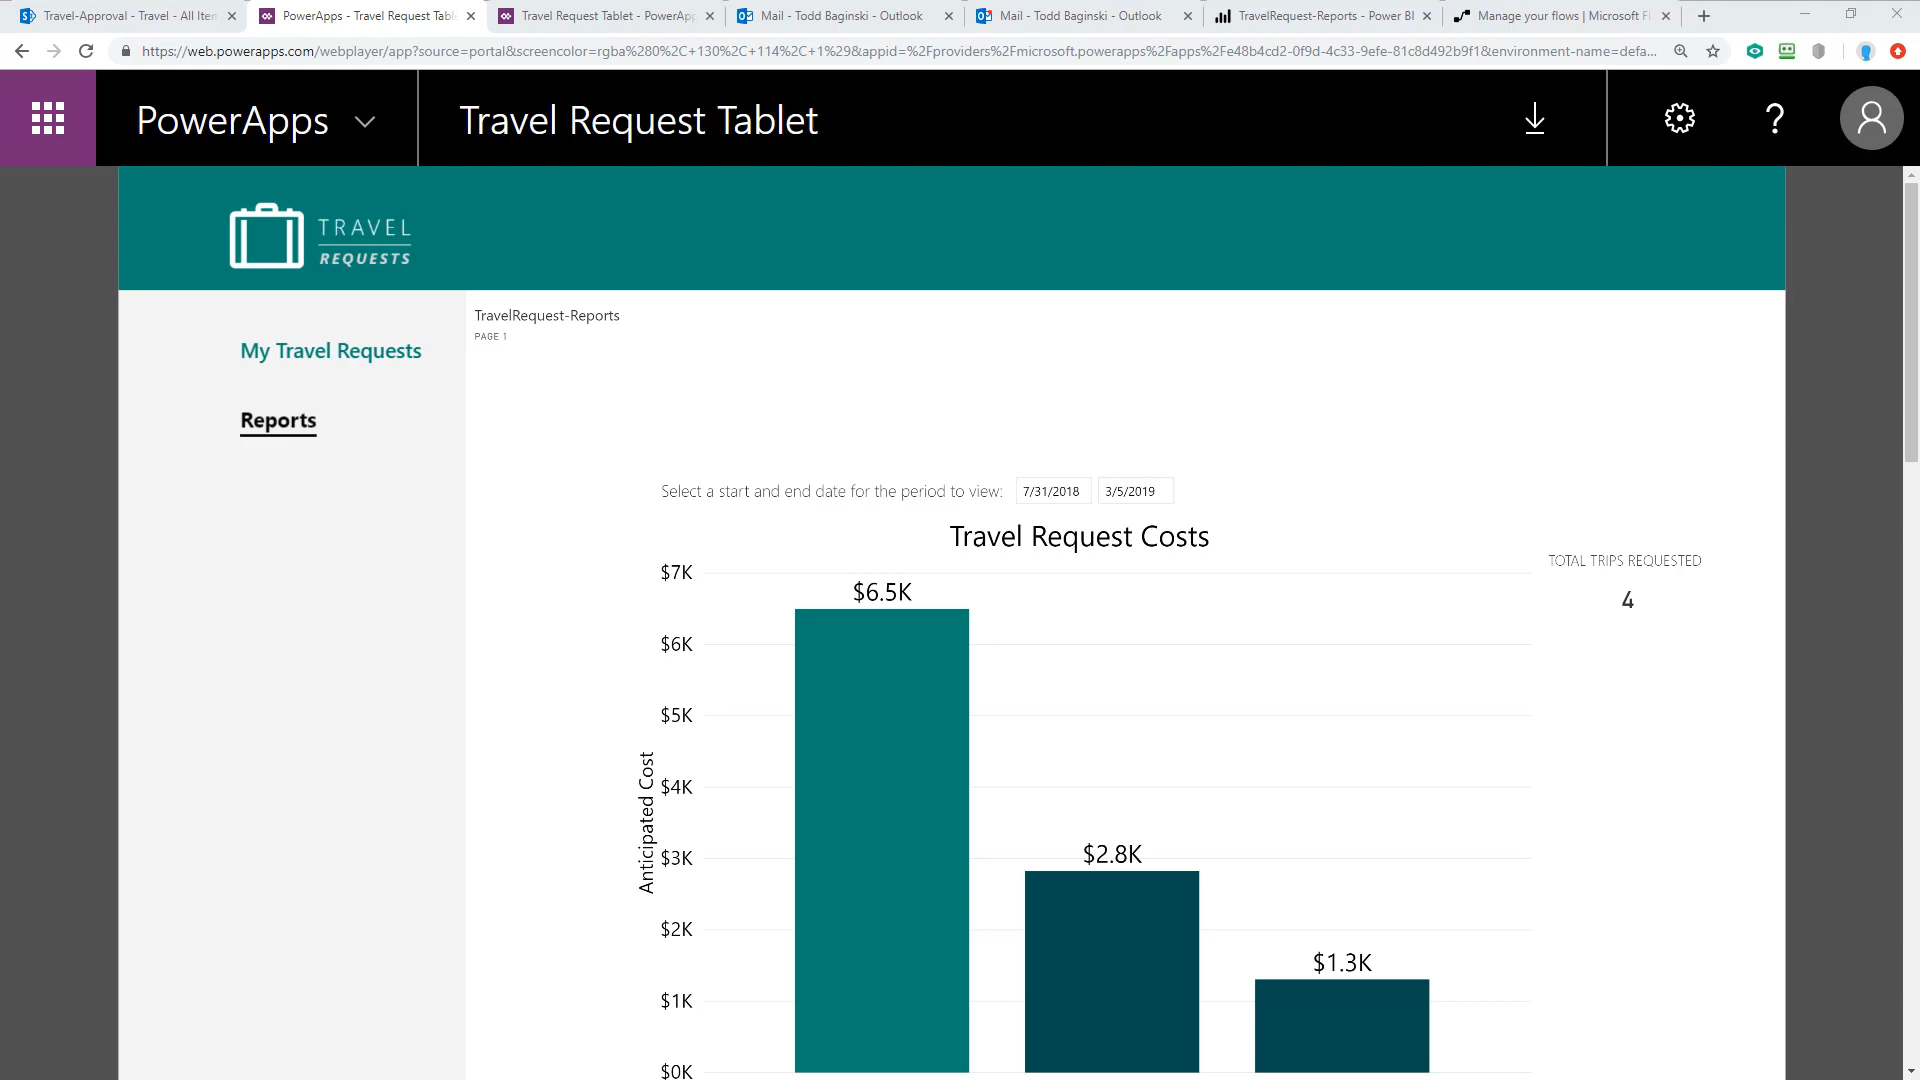 Travel-Approval - Travel - All Iten
PowerApps - Travel Request Table
Travel Request Tablet - PowerApp
Mail - Todd Baginski - Outlook
Mail - Todd Baginski - Outlook
TravelRequest-Reports - Power BI
Manage your flows | Microsoft Fl
https://web.powerapps.com/webplayer/app?source=portal&screencolor=rgba%280%2C+130%2C+114%2C+1%29&appid=%2Fproviders%2Fmicrosoft.powerapps%2Fapps%2Fe48b4cd2-0f9d-4c33-9efe-81c8d492b9f1&environment-name=defa...
PowerApps
Travel Request Tablet
?
TRAVEL
REQUESTS
My Travel Requests
Reports
TravelRequest-Reports
PAGE 1
Select a start and end date for the period to view: 7/31/2018 3/5/2019
Travel Request Costs
TOTAL TRIPS REQUESTED
4
Anticipated Cost
$7K
$6K
$5K
$4K
$3K
$2K
$1K
$0K
$6.5K
$2.8K
$1.3K